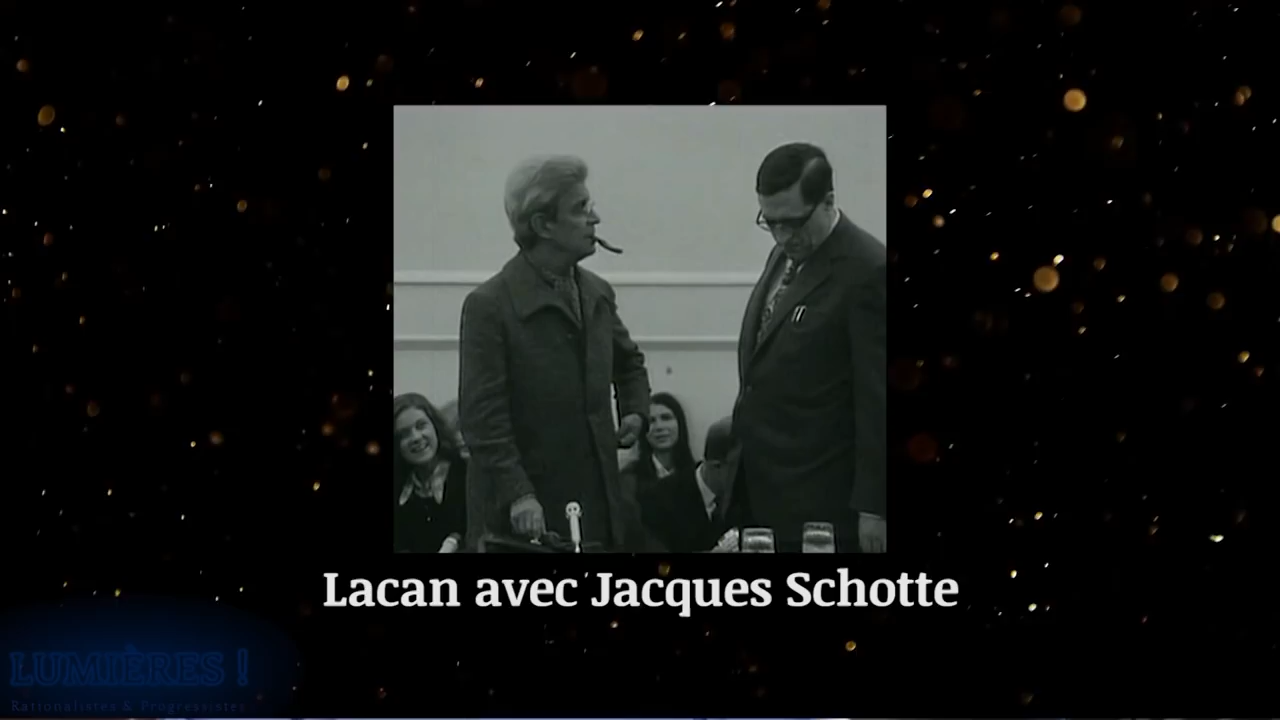 Lacan avec Jacques Schotte
LUMIÈRES !
Rationalistes & Progressistes